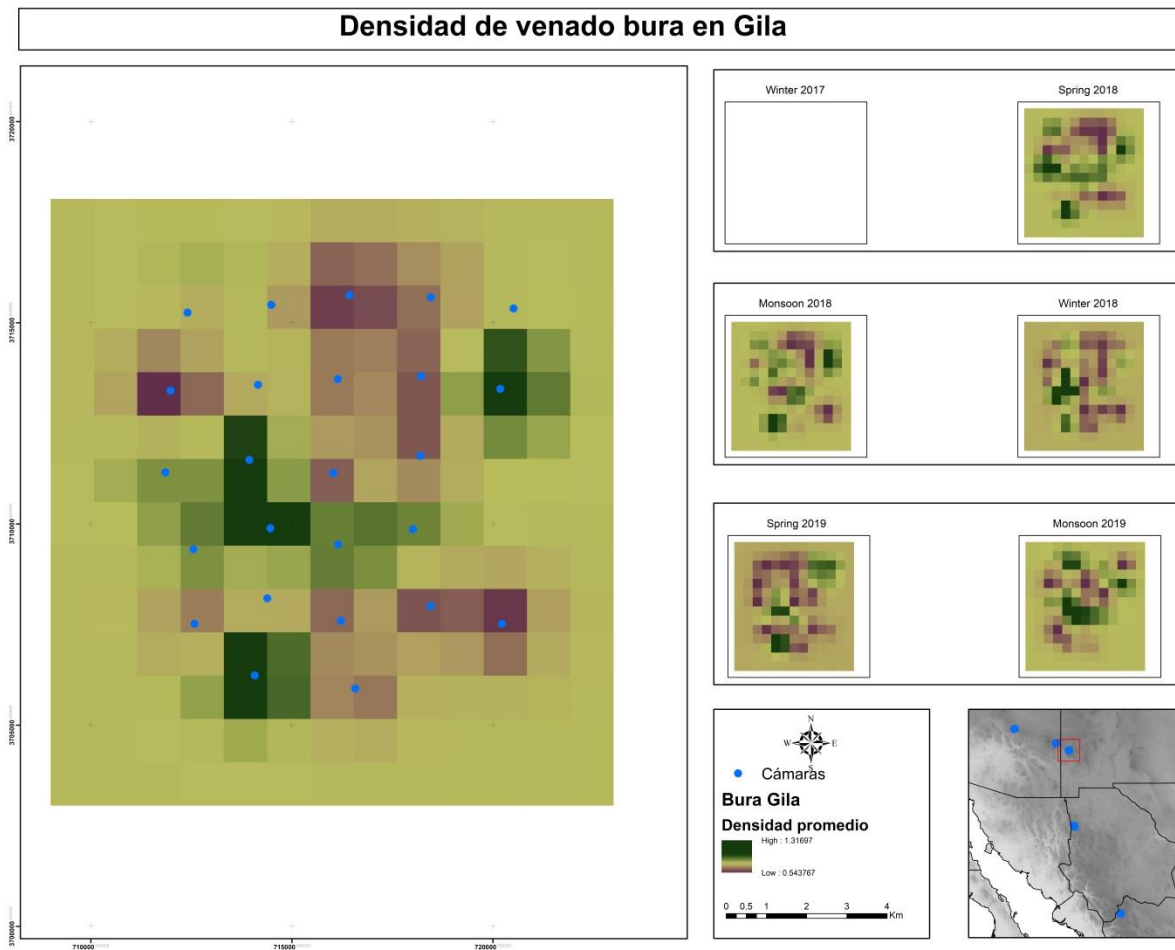 Densidad de venado bura en Gila
3720000
3715000
3710000
3705000
3700000
710000
715000
720000
Winter 2017
Spring 2018
Monsoon 2018
Winter 2018
Spring 2019
Monsoon 2019
N
W E
S
Cámaras
Bura Gila
Densidad promedio
High : 1.31697
Low : 0.543767
0 0.5 1 2 3 4
Km